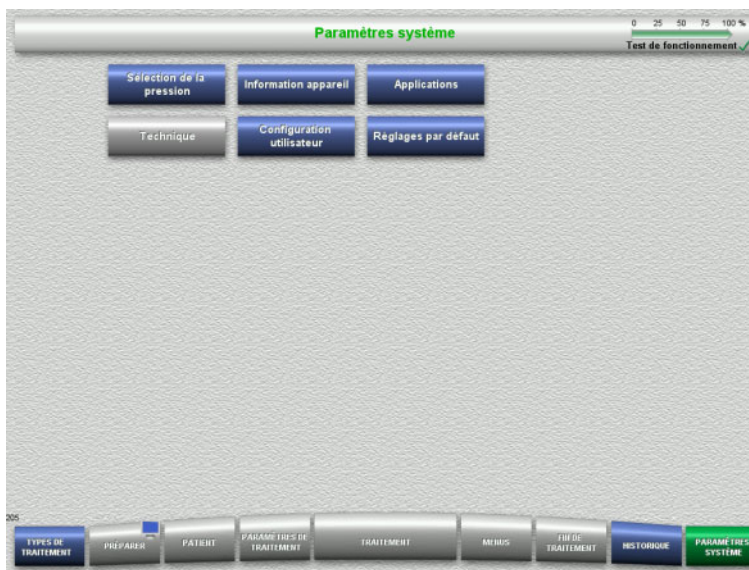 Paramètres système
0 25 50 75 100 %
Test de fonctionnement
Sélection de la
pression
Information appareil
Applications
Technique
Configuration
utilisateur
Réglages par défaut
205
TYPES DE
TRAITEMENT
PRÉPARER
PATIENT
PARAMÈTRES DE
TRAITEMENT
TRAITEMENT
MENUS
FIN DE
TRAITEMENT
HISTORIQUE
PARAMÈTRES
SYSTÈME